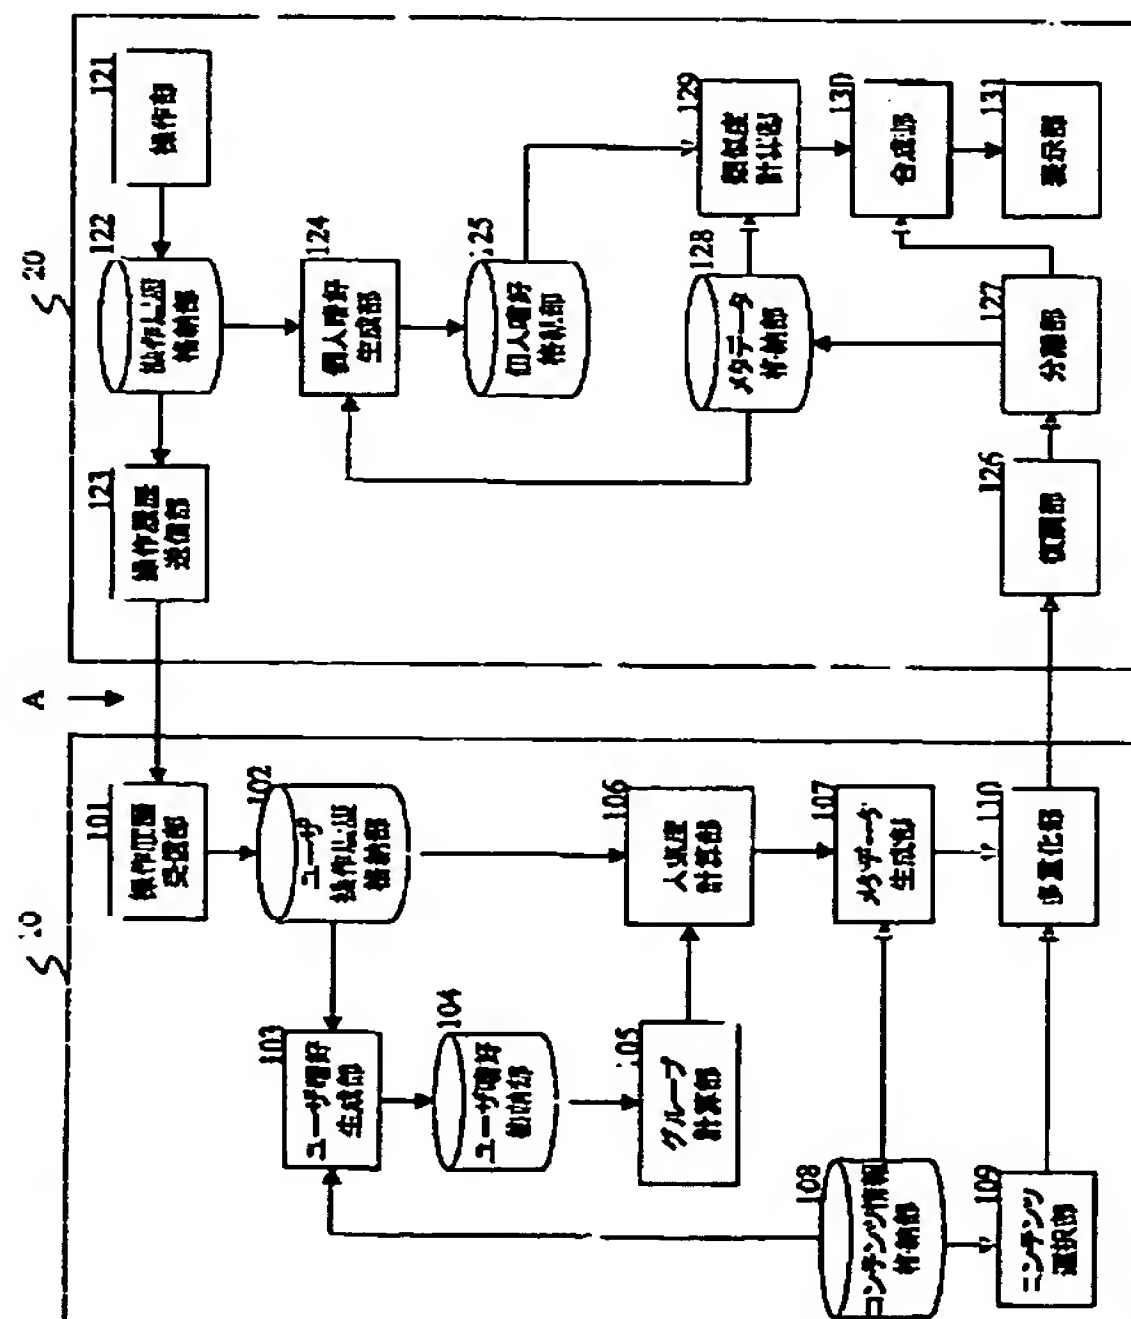 20
121
操作部
122
格納部
123
操作履歴
送信部
124
個人嗜好
生成部
125
個人嗜好
格納部
126
復調部
127
分離部
128
メタデータ
格納部
129
類似度
計算部
130
合成部
131
表示部
A
10
101
操作履歴
受信部
102
ユーザ
操作履歴
格納部
103
ユーザ嗜好
生成部
104
ユーザ嗜好
格納部
105
グループ
計算部
106
人気度
計算部
107
メタデータ
生成部
108
コンテンツ情報
格納部
109
コンテンツ
選択部
110
多重化部